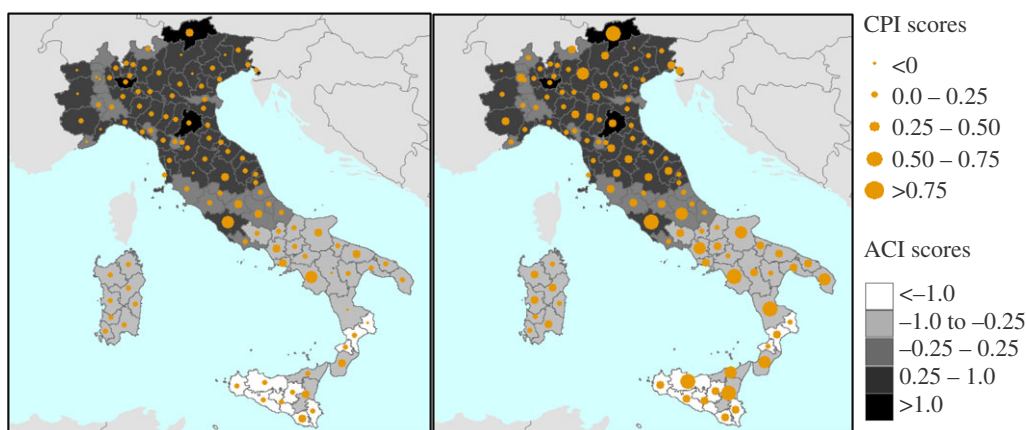 CPI scores
<0
0.0 – 0.25
0.25 – 0.50
0.50 – 0.75
>0.75
ACI scores
<–1.0
–1.0 to –0.25
–0.25 – 0.25
0.25 – 1.0
>1.0